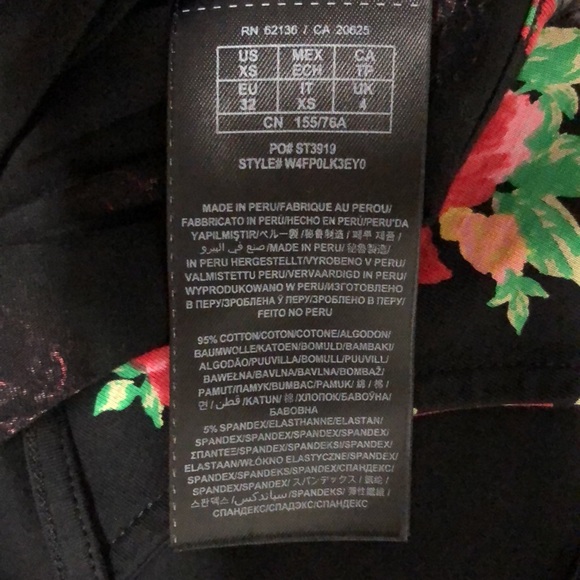 RN 62136 / CA 20625
US MEX CA
XS ECH TP
EU IT UK
32 XS 4
CN 155/76A
PO# ST3919
STYLE# W4FP0LK3EY0
MADE IN PERU/FABRIQUE AU PEROU/
FABBRICATO IN PERÙ/HECHO EN PERÚ/PERU'DA
YAPILMIŞTIR/ペルー製/秘鲁制造/페루 제품/
صنع في البيرو/MADE IN PERU/秘魯製造/
IN PERU HERGESTELLT/VYROBENO V PERU/
VALMISTETTU PERU/VERVAARDIGD IN PERU/
WYPRODUKOWANO W PERU/ИЗГОТОВЛЕНО
В ПЕРУ/ЗРОБЛЕНА Ў ПЕРУ/ЗРОБЛЕНО В ПЕРУ/
FEITO NO PERU
95% COTTON/COTON/COTONE/ALGODON/
BAUMWOLLE/KATOEN/BOMULD/BAMBAKI/
ALGODÃO/PUUVILLA/BOMULL/PUUVILLA/
BAWEŁNA/BAVLNA/BAVLNA/BOMBAŽ/
PAMUT/ПАМУК/BUMBAC/PAMUK/綿/棉/
면/قطن/KATUN/棉/ХЛОПОК/БАВОЎНА/
БАВОВНА
5% SPANDEX/ELASTHANNE/ELASTAN/
SPANDEX/SPANDEX/SPANDEX/SPANDEX/
ΣΠΑΝΤΕΞ/SPANDEX/SPANDEX/SPANDEX/
ELASTAAN/WŁÓKNO ELASTYCZNE/SPANDEX/
SPANDEX/SPANDEKS/SPANDEX/СПАНДЕКС/
SPANDEX/SPANDEX/スパンデックス/氨纶/
스판덱스/سباندكس/SPANDEKS/彈性纖維/
СПАНДЕКС/СПАДЭКС/СПАНДЕКС